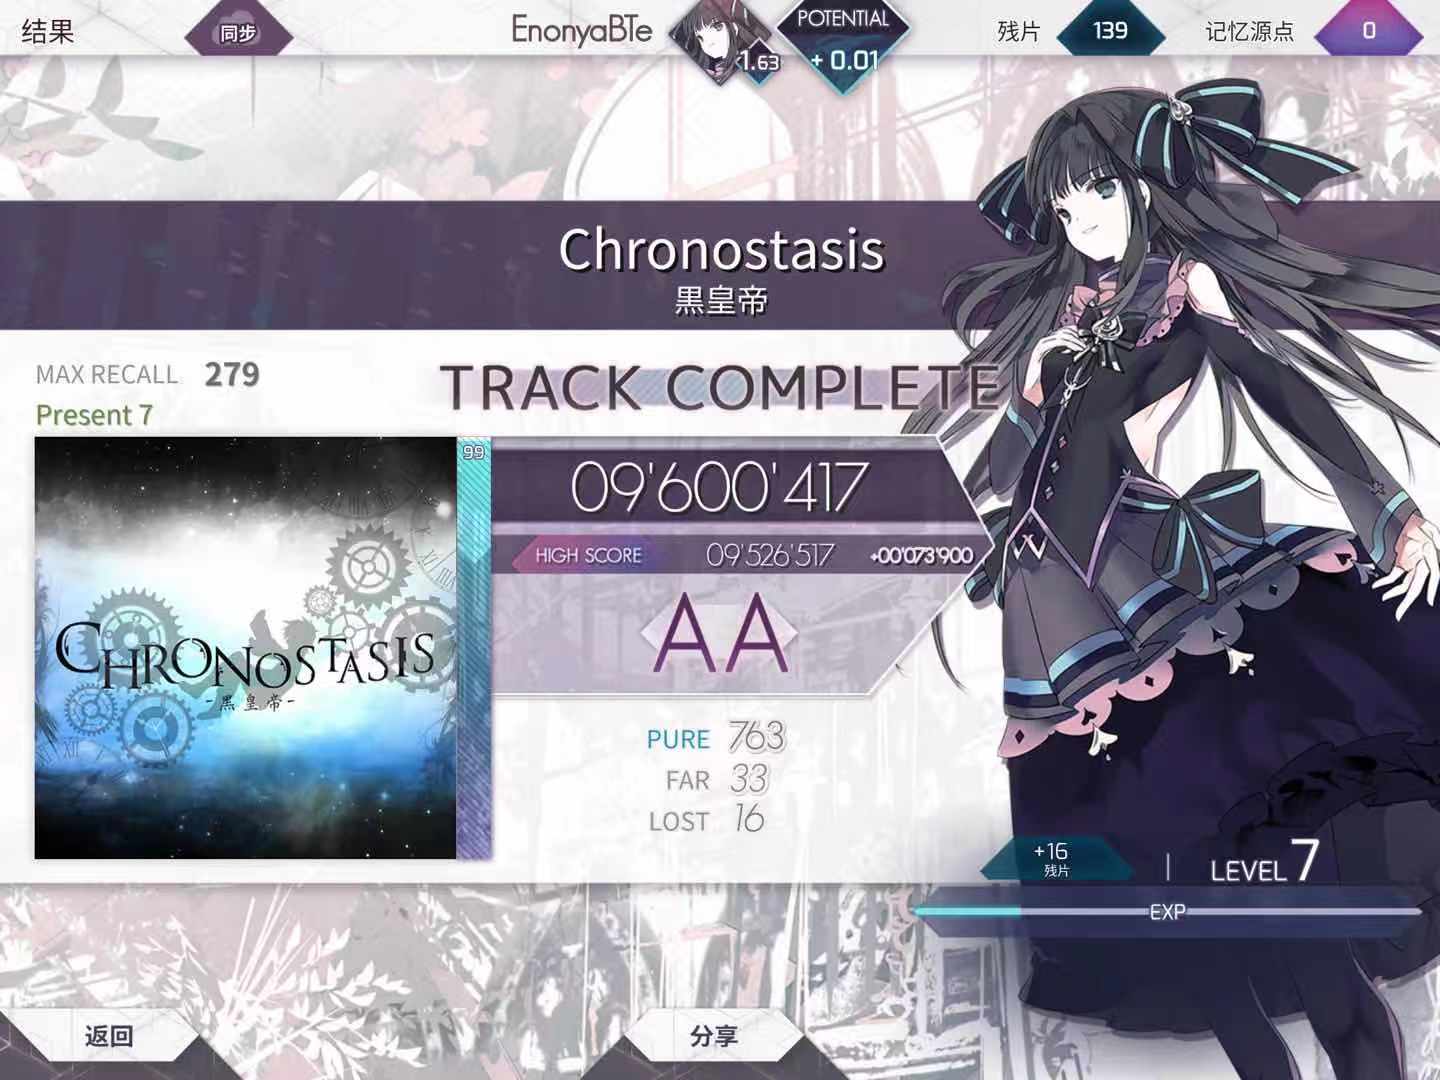 结果
同步
EnonyaBTe
1.63
POTENTIAL
+ 0.01
残片
139
记忆源点
0
Chronostasis
黒皇帝
MAX RECALL 279
TRACK COMPLETE
Present 7
99
09'600'417
HIGH SCORE 09'526'517 +00'073'900
AA
CHRONOSTASIS
-黒皇帝-
PURE 763
FAR 33
LOST 16
+16
残片
LEVEL 7
EXP
返回
分享